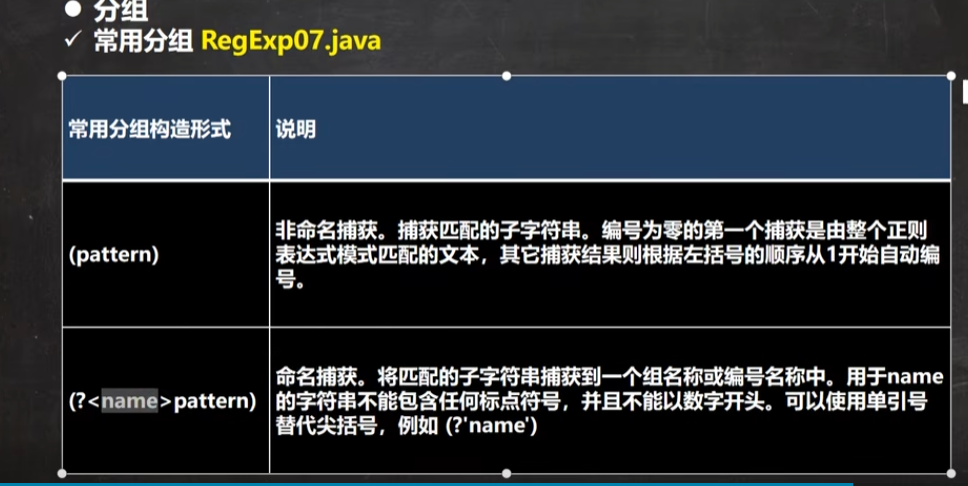 分组
常用分组 RegExp07.java
常用分组构造形式
说明
(pattern)
非命名捕获。捕获匹配的子字符串。编号为零的第一个捕获是由整个正则
表达式模式匹配的文本，其它捕获结果则根据左括号的顺序从1开始自动编
号。
(?<name>pattern)
命名捕获。将匹配的子字符串捕获到一个组名称或编号名称中。用于name
的字符串不能包含任何标点符号，并且不能以数字开头。可以使用单引号
替代尖括号，例如 (?'name')